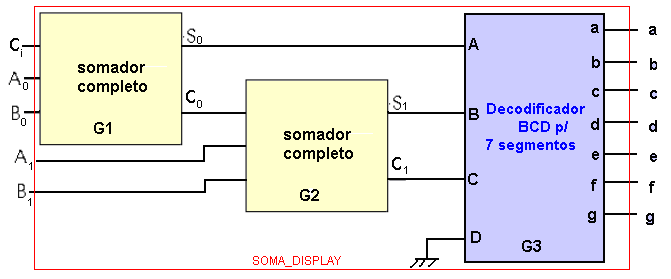 Ci
A0
B0
A1
B1
somador
completo
G1
S0
C0
somador
completo
G2
S1
C1
A
B
C
D
Decodificador
BCD p/
7 segmentos
G3
a
b
c
d
e
f
g
a
b
c
d
e
f
g
SOMA_DISPLAY